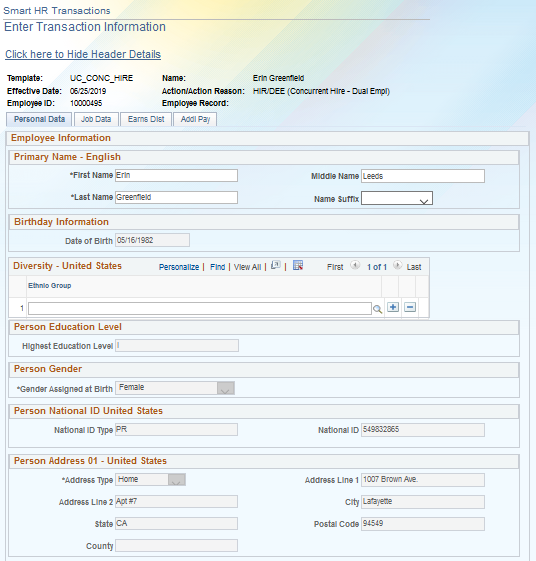 Smart HR Transactions
Enter Transaction Information
Click here to Hide Header Details
Template: UC_CONC_HIRE Name: Erin Greenfield
Effective Date: 06/25/2019 Action/Action Reason: HIR/DEE (Concurrent Hire - Dual Empl)
Employee ID: 10000495 Employee Record:
Personal Data Job Data Earns Dist Addl Pay
Employee Information
Primary Name - English
*First Name Erin Middle Name Leeds
*Last Name Greenfield Name Suffix
Birthday Information
Date of Birth 05/16/1982
Diversity - United States Personalize | Find | View All | | First 1 of 1 Last
Ethnic Group
1
Person Education Level
Highest Education Level I
Person Gender
*Gender Assigned at Birth Female
Person National ID United States
National ID Type PR National ID 549832865
Person Address 01 - United States
*Address Type Home Address Line 1 1007 Brown Ave.
Address Line 2 Apt #7 City Lafayette
State CA Postal Code 94549
County